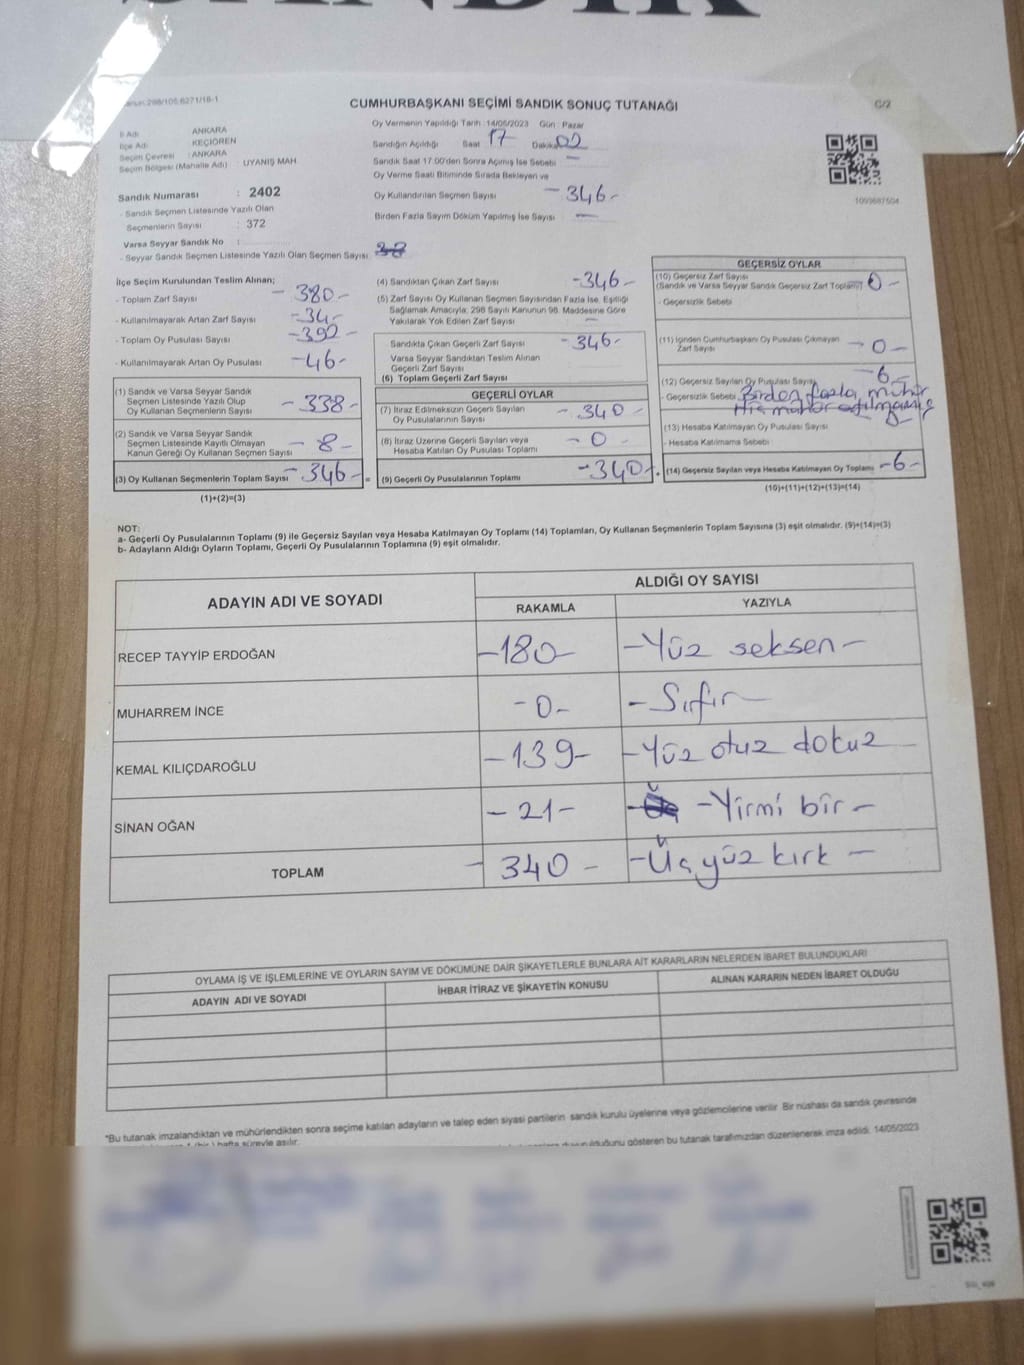 SANDIK
CUMHURBAŞKANI SEÇİMİ SANDIK SONUÇ TUTANAĞI
C/2
İl Adı : ANKARA
İlçe Adı : KEÇİÖREN
Seçim Çevresi : ANKARA
Seçim Bölgesi (Mahalle Adı) : UYANIŞ MAH
Sandık Numarası : 2402
- Sandık Seçmen Listesinde Yazılı Olan
Seçmenlerin Sayısı : 372
Varsa Seyyar Sandık No :
- Seyyar Sandık Seçmen Listesinde Yazılı Olan Seçmen Sayısı
Oy Vermenin Yapıldığı Tarih :14/05/2023 Gün : Pazar
Sandığın Açıldığı Saat 17 Dakika 02
Sandık Saat 17:00'den Sonra Açılmış İse Sebebi —
Oy Verme Saati Bitiminde Sırada Bekleyen ve
Oy Kullandırılan Seçmen Sayısı -346-
Birden Fazla Sayım Döküm Yapılmış İse Sayısı —
İlçe Seçim Kurulundan Teslim Alınan;
- Toplam Zarf Sayısı -380-
- Kullanılmayarak Artan Zarf Sayısı -34-
- Toplam Oy Pusulası Sayısı -392-
- Kullanılmayarak Artan Oy Pusulası -46-
(1) Sandık ve Varsa Seyyar Sandık
Seçmen Listesinde Yazılı Olup
Oy Kullanan Seçmenlerin Sayısı -338-
(2) Sandık ve Varsa Seyyar Sandık
Seçmen Listesinde Kayıtlı Olmayan
Kanun Gereği Oy Kullanan Seçmen Sayısı -8-
(3) Oy Kullanan Seçmenlerin Toplam Sayısı -346- =
(1)+(2)=(3)
(4) Sandıktan Çıkan Zarf Sayısı -346-
(5) Zarf Sayısı Oy Kullanan Seçmen Sayısından Fazla İse, Eşitliği
Sağlamak Amacıyla; 298 Sayılı Kanunun 98. Maddesine Göre
Yakılarak Yok Edilen Zarf Sayısı —
Sandıkta Çıkan Geçerli Zarf Sayısı -346-
Varsa Seyyar Sandıktan Teslim Alınan
Geçerli Zarf Sayısı
(6) Toplam Geçerli Zarf Sayısı
GEÇERLİ OYLAR
(7) İtiraz Edilmeksizin Geçerli Sayılan
Oy Pusulalarının Sayısı -340-
(8) İtiraz Üzerine Geçerli Sayılan veya
Hesaba Katılan Oy Pusulası Toplamı -0-
(9) Geçerli Oy Pusulalarının Toplamı -340- +
GEÇERSİZ OYLAR
(10) Geçersiz Zarf Sayısı
(Sandık ve Varsa Seyyar Sandık Geçersiz Zarf Toplamı) 0-
- Geçersizlik Sebebi
(11) İçinden Cumhurbaşkanı Oy Pusulası Çıkmayan
Zarf Sayısı -0-
(12) Geçersiz Sayılan Oy Pusulası Sayısı -6-
- Geçersizlik Sebebi Birden fazla mühür
(13) Hesaba Katılmayan Oy Pusulası Sayısı -0-
- Hesaba Katılmama Sebebi
(14) Geçersiz Sayılan veya Hesaba Katılmayan Oy Toplamı -6-
(10)+(11)+(12)+(13)=(14)
NOT:
a- Geçerli Oy Pusulalarının Toplamı (9) ile Geçersiz Sayılan veya Hesaba Katılmayan Oy Toplamı (14) Toplamları, Oy Kullanan Seçmenlerin Toplam Sayısına (3) eşit olmalıdır. (9)+(14)=(3)
b- Adayların Aldığı Oyların Toplamı, Geçerli Oy Pusulalarının Toplamına (9) eşit olmalıdır.
ADAYIN ADI VE SOYADI
ALDIĞI OY SAYISI
RAKAMLA YAZIYLA
RECEP TAYYİP ERDOĞAN -180- -Yüz seksen-
MUHARREM İNCE -0- -Sıfır-
KEMAL KILIÇDAROĞLU -139- -Yüz otuz dokuz
SİNAN OĞAN -21- -Yirmi bir-
TOPLAM - 340 - -Üç yüz kırk -
OYLAMA İŞ VE İŞLEMLERİNE VE OYLARIN SAYIM VE DÖKÜMÜNE DAİR ŞİKAYETLERLE BUNLARA AİT KARARLARIN NELERDEN İBARET BULUNDUKLARI
ADAYIN ADI VE SOYADI İHBAR İTİRAZ VE ŞİKAYETİN KONUSU ALINAN KARARIN NEDEN İBARET OLDUĞU
*Bu tutanak imzalandıktan ve mühürlendikten sonra seçime katılan adayların ve talep eden siyasi partilerin sandık kurulu üyelerine veya gözlemcilerine verilir. Bir nüshası da sandık çevresinde
hafta süreyle asılır.
olduğunu gösteren bu tutanak tarafımızdan düzenlenerek imza edildi. 14/05/2023